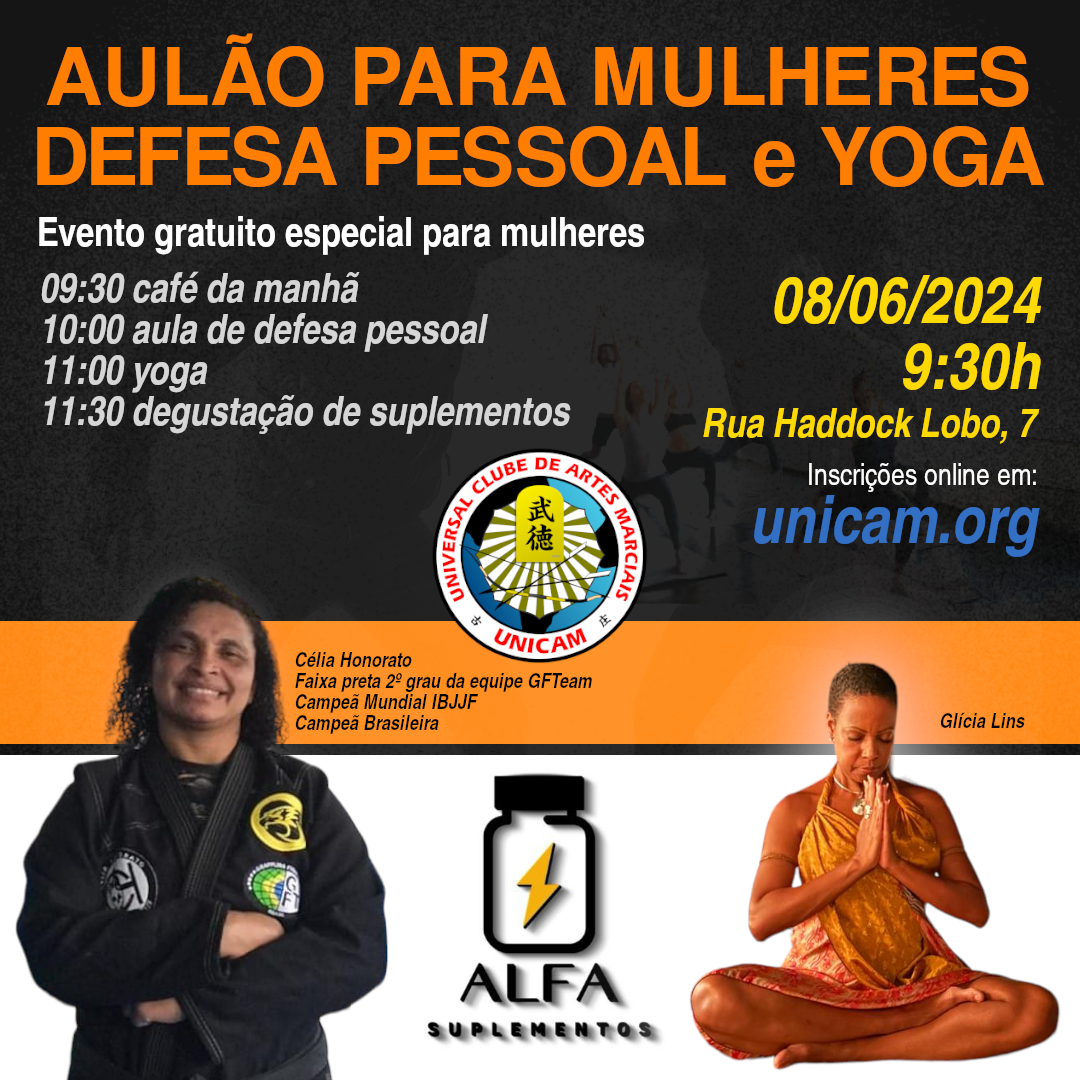 AULÃO PARA MULHERES
DEFESA PESSOAL e YOGA
Evento gratuito especial para mulheres
09:30 café da manhã
10:00 aula de defesa pessoal
11:00 yoga
11:30 degustação de suplementos
08/06/2024
9:30h
Rua Haddock Lobo, 7
Inscrições online em:
unicam.org
UNIVERSAL CLUBE DE ARTES MARCIAIS
武徳
UNICAM
Célia Honorato
Faixa preta 2º grau da equipe GFTeam
Campeã Mundial IBJJF
Campeã Brasileira
Glícia Lins
ALFA
SUPLEMENTOS